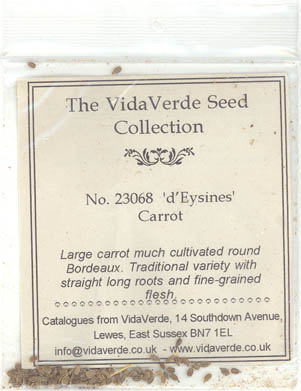 The VidaVerde Seed
Collection
No. 23068 'd'Eysines'
Carrot
Large carrot much cultivated round
Bordeaux. Traditional variety with
straight long roots and fine-grained
flesh.
Catalogues from VidaVerde, 14 Southdown Avenue,
Lewes, East Sussex BN7 1EL
info@vidaverde.co.uk - www.vidaverde.co.uk